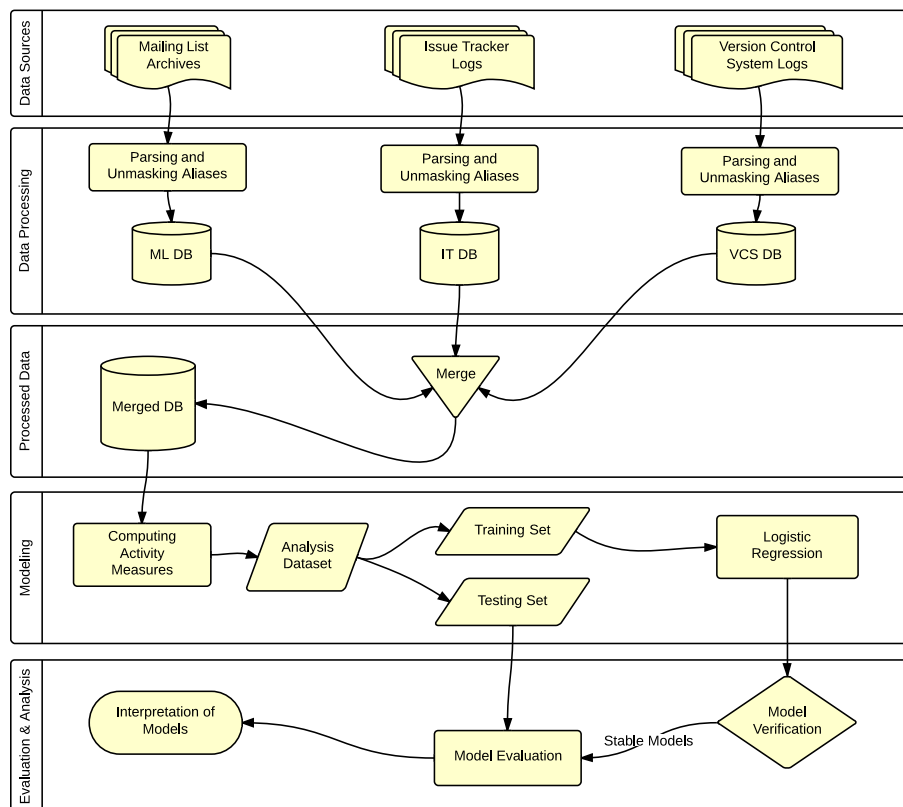 Data Sources
Mailing List
Archives
Issue Tracker
Logs
Version Control
System Logs
Data Processing
Parsing and
Unmasking Aliases
Parsing and
Unmasking Aliases
Parsing and
Unmasking Aliases
ML DB
IT DB
VCS DB
Processed Data
Merge
Merged DB
Modeling
Computing
Activity
Measures
Analysis
Dataset
Training Set
Testing Set
Logistic
Regression
Evaluation & Analysis
Interpretation of
Models
Model Evaluation
Stable Models
Model
Verification